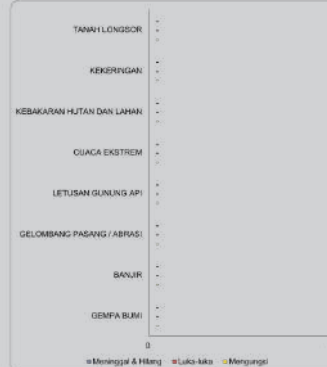 TANAH LONGSOR
-
-
-
KEKERINGAN
-
-
-
KEBAKARAN HUTAN DAN LAHAN
-
-
-
CUACA EKSTREM
-
-
-
LETUSAN GUNUNG API
-
-
-
GELOMBANG PASANG / ABRASI
-
-
-
BANJIR
-
-
-
GEMPA BUMI
-
-
-
0
Meninggal & Hilang Luka-luka Mengungsi